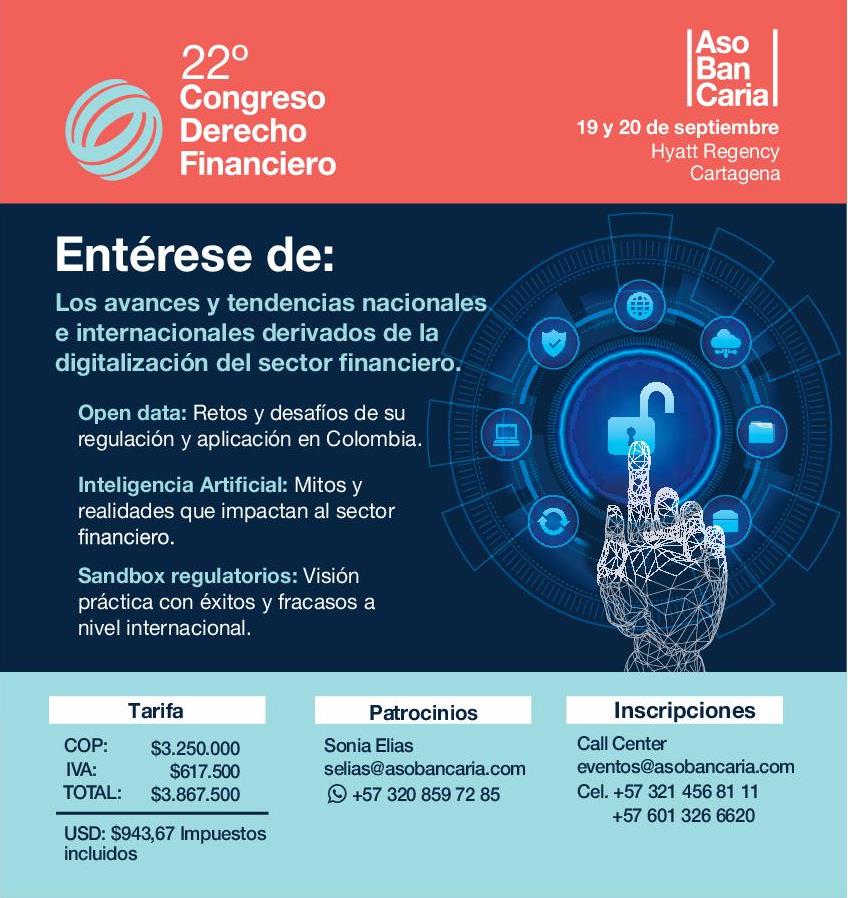 22º
Congreso
Derecho
Financiero
Aso
Ban
Caria
19 y 20 de septiembre
Hyatt Regency
Cartagena
Entérese de:
Los avances y tendencias nacionales
e internacionales derivados de la
digitalización del sector financiero.
Open data: Retos y desafíos de su
regulación y aplicación en Colombia.
Inteligencia Artificial: Mitos y
realidades que impactan al sector
financiero.
Sandbox regulatorios: Visión
práctica con éxitos y fracasos a
nivel internacional.
Tarifa
COP: $3.250.000
IVA: $617.500
TOTAL: $3.867.500
USD: $943,67 Impuestos
incluidos
Patrocinios
Sonia Elias
selias@asobancaria.com
+57 320 859 72 85
Inscripciones
Call Center
eventos@asobancaria.com
Cel. +57 321 456 81 11
+57 601 326 6620